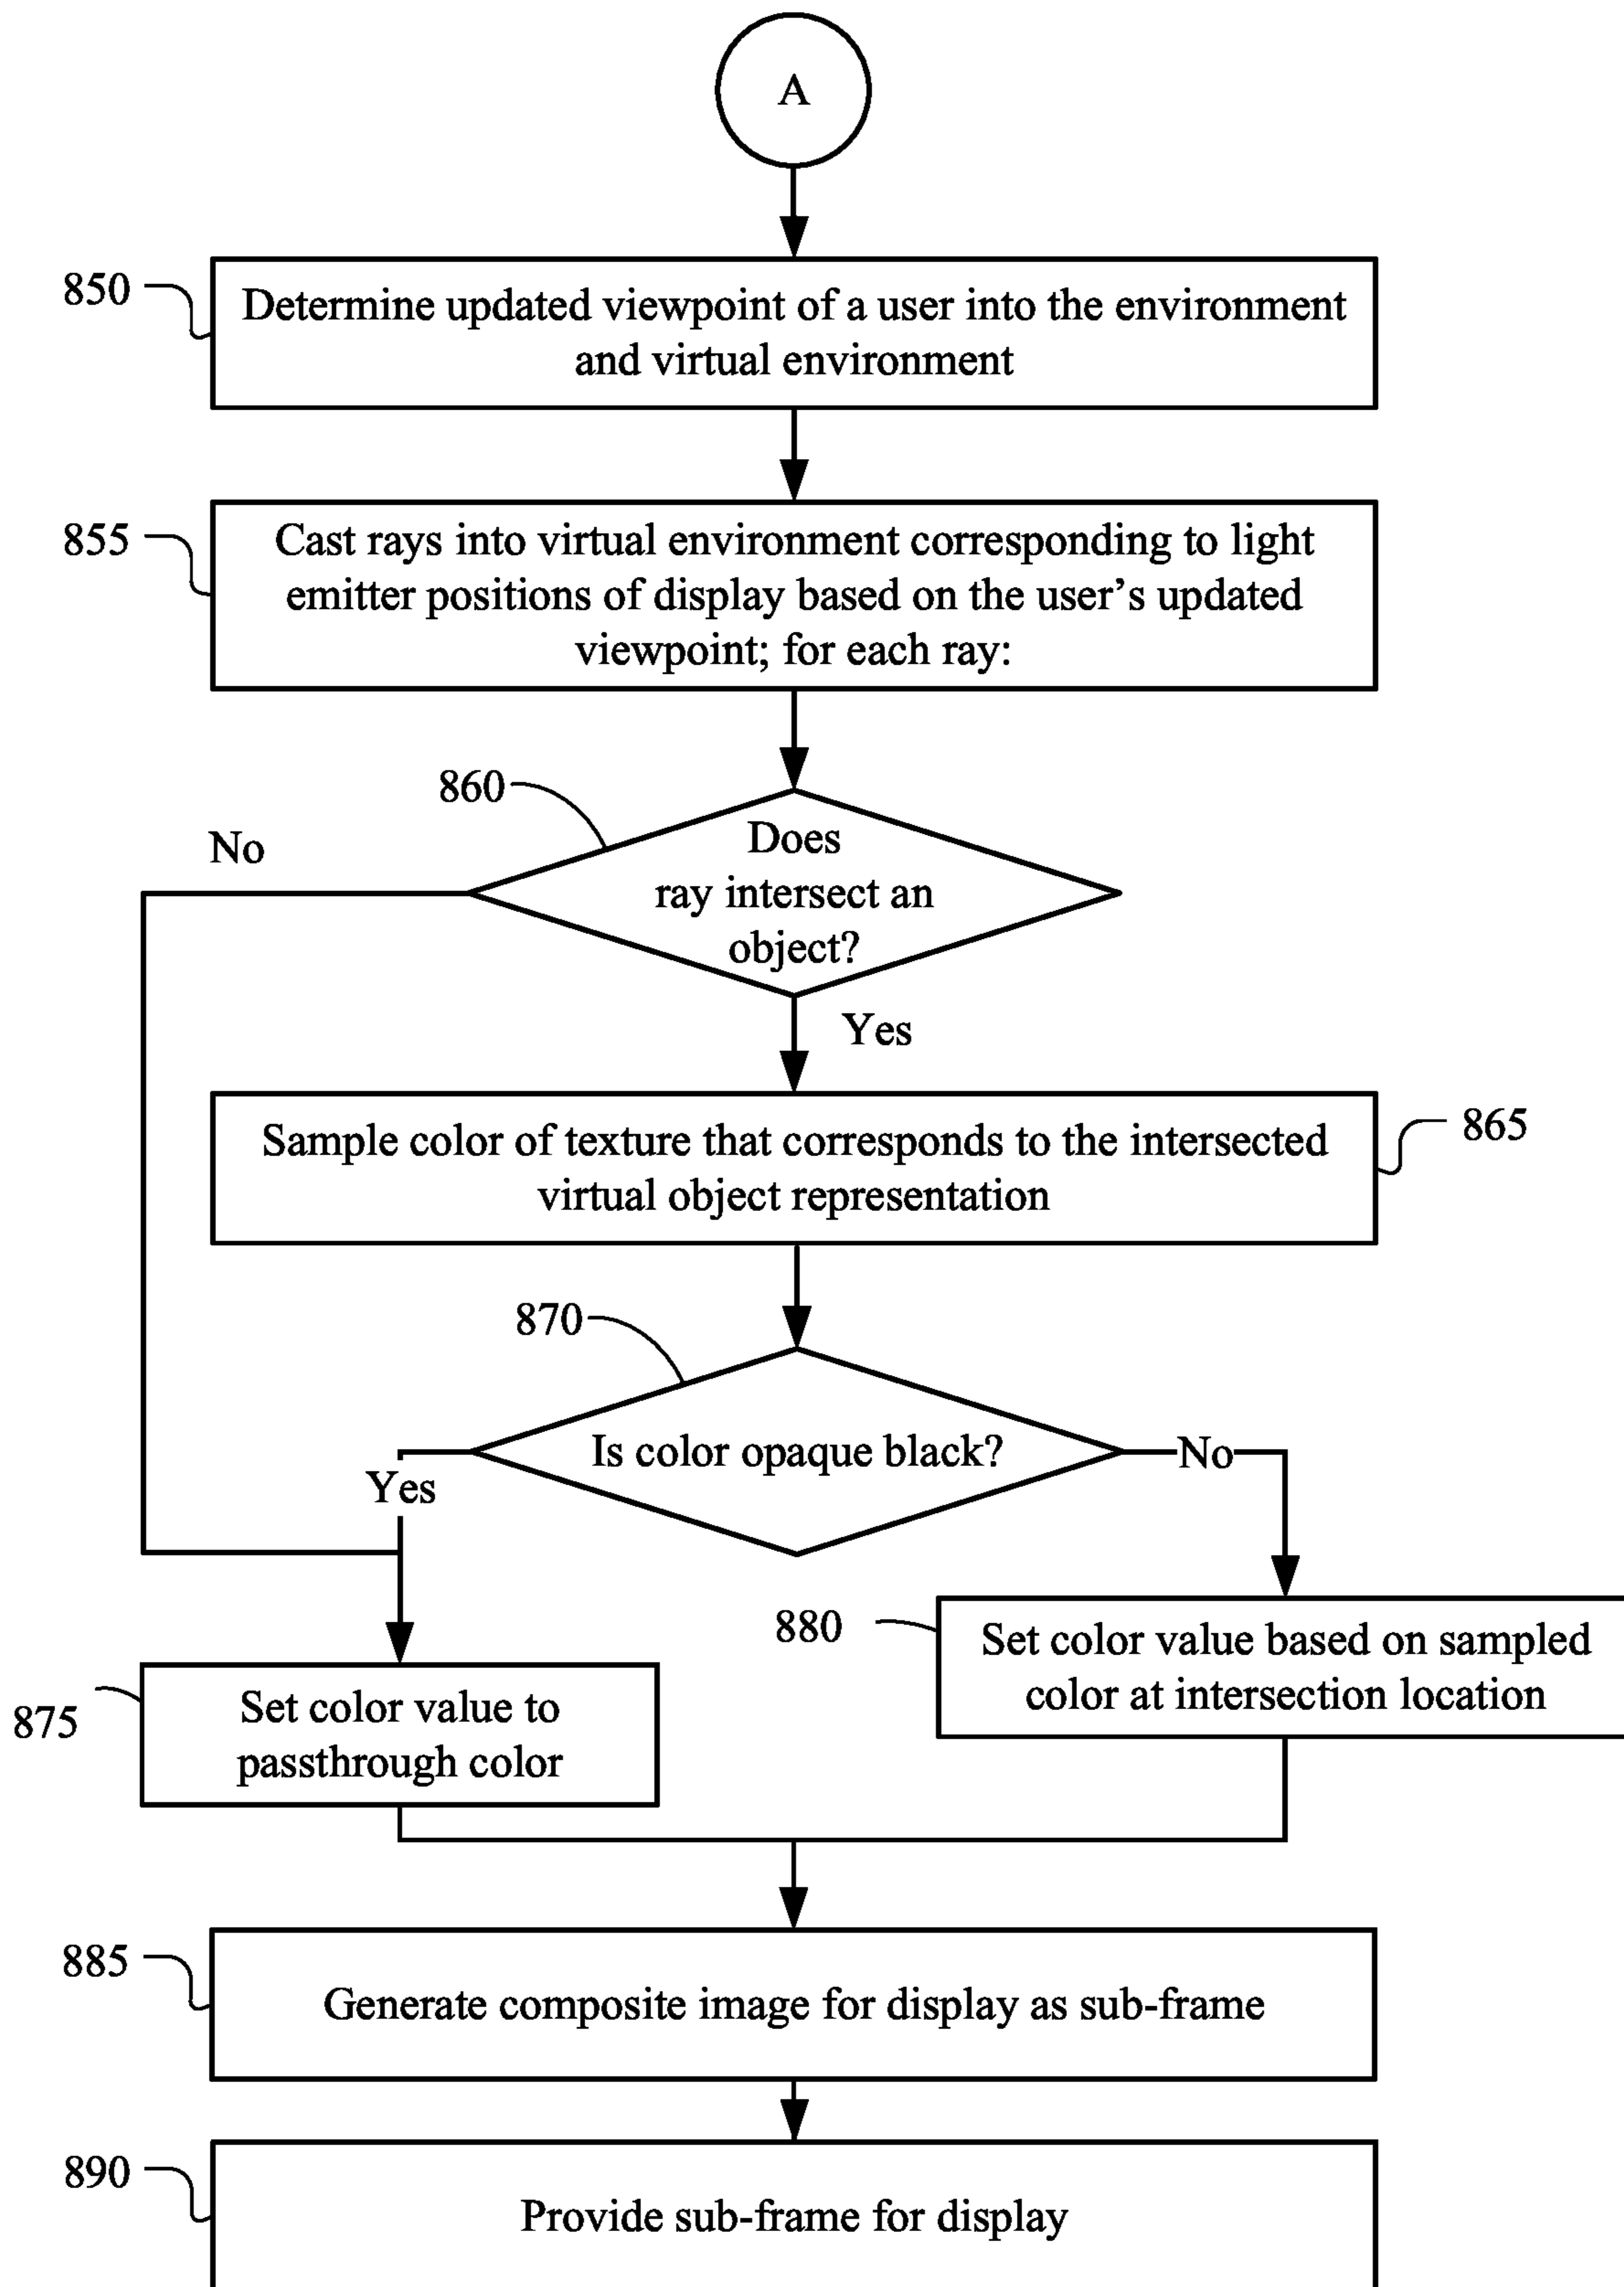 A
850
Determine updated viewpoint of a user into the environment
and virtual environment
855
Cast rays into virtual environment corresponding to light
emitter positions of display based on the user’s updated
viewpoint; for each ray:
860
No
Does
ray intersect an
object?
Yes
Sample color of texture that corresponds to the intersected
virtual object representation
865
870
Is color opaque black?
Yes
No
875
Set color value to
passthrough color
880
Set color value based on sampled
color at intersection location
885
Generate composite image for display as sub-frame
890
Provide sub-frame for display